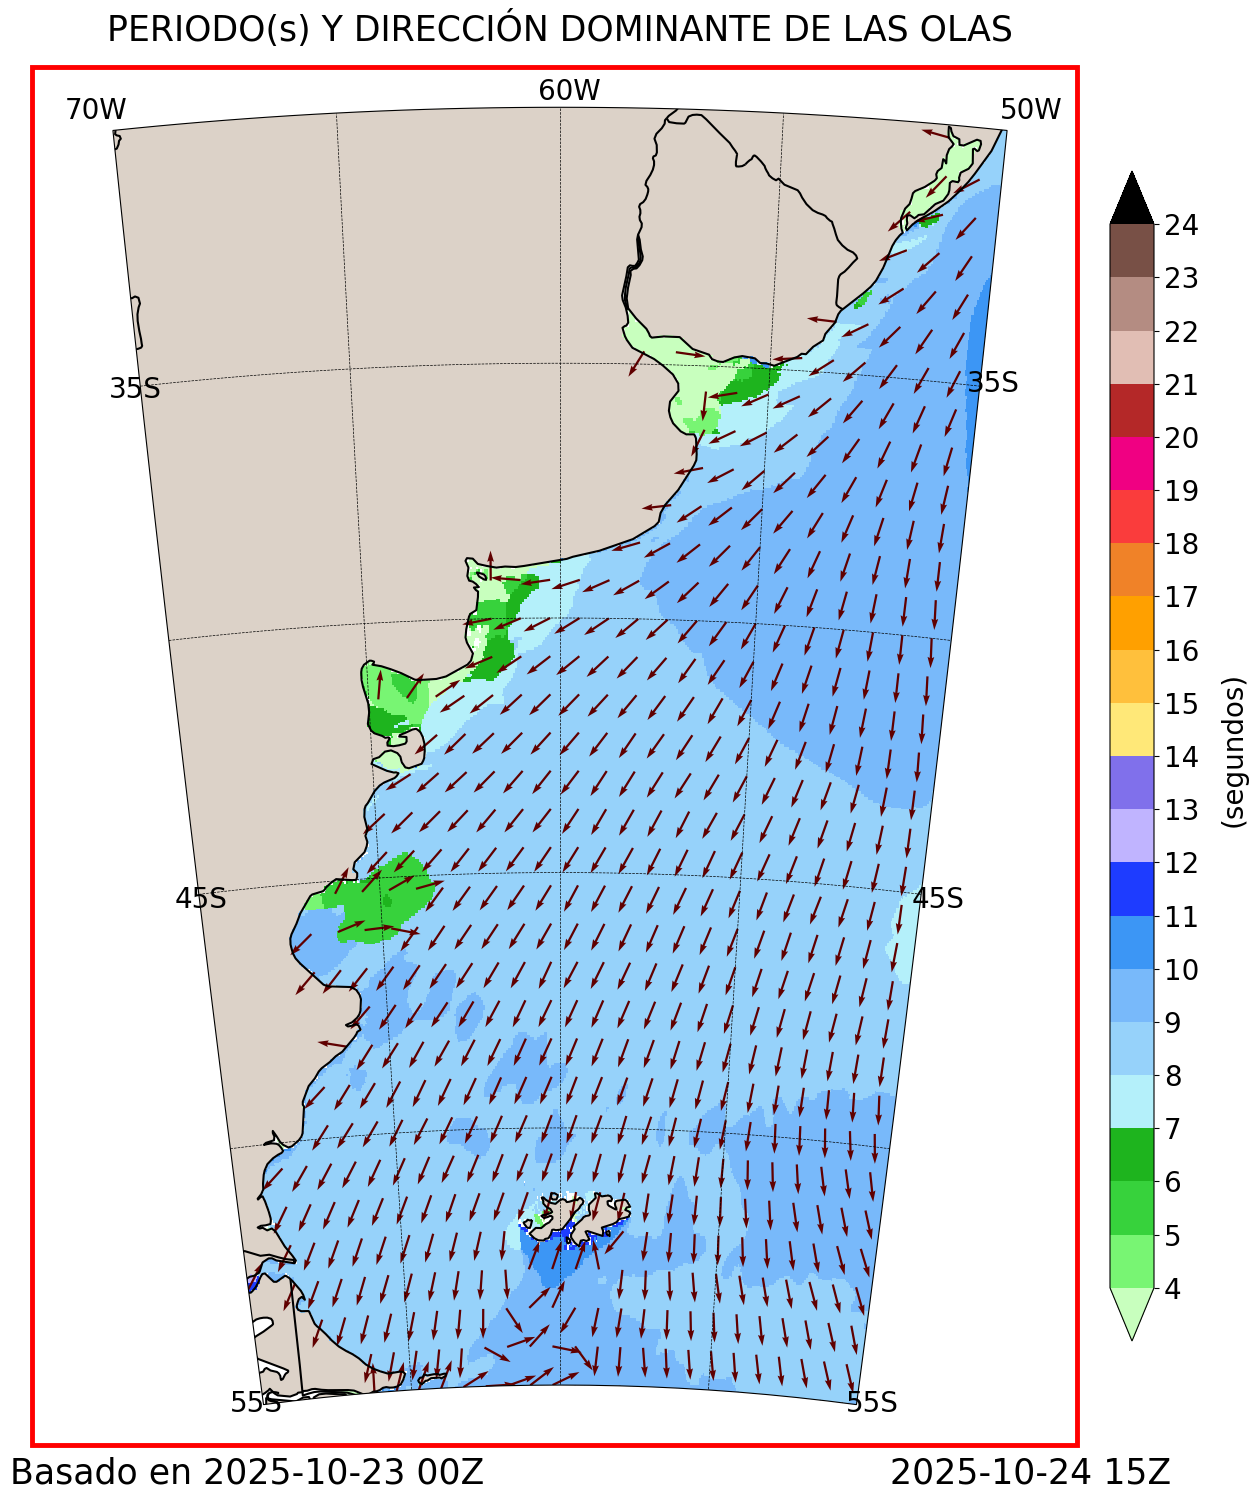 PERIODO(s) Y DIRECCIÓN DOMINANTE DE LAS OLAS
70W
60W
50W
35S
35S
45S
45S
55S
55S
24
23
22
21
20
19
18
17
16
15
14
13
12
11
10
9
8
7
6
5
4
(segundos)
Basado en 2025-10-23 00Z
2025-10-24 15Z